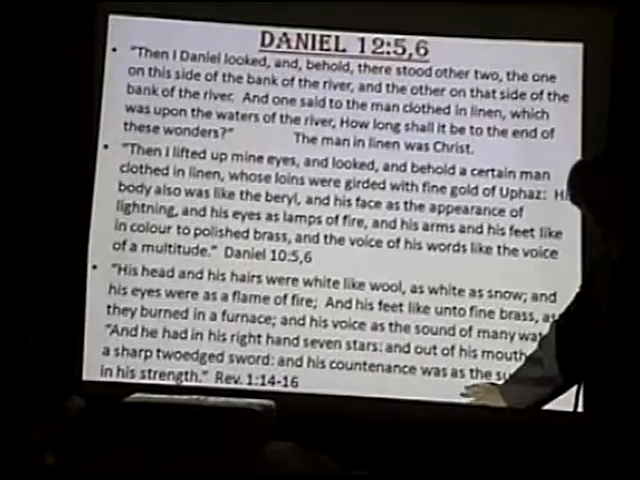 DANIEL 12:5,6
• "Then I Daniel looked, and, behold, there stood other two, the one
on this side of the bank of the river, and the other on that side of the
bank of the river. And one said to the man clothed in linen, which
was upon the waters of the river, How long shall it be to the end of
these wonders?" The man in linen was Christ.
• "Then I lifted up mine eyes, and looked, and behold a certain man
clothed in linen, whose loins were girded with fine gold of Uphaz:
body also was like the beryl, and his face as the appearance of
lightning, and his eyes as lamps of fire, and his arms and his feet like
in colour to polished brass, and the voice of his words like the voice
of a multitude." Daniel 10:5,6
• "His head and his hairs were white like wool, as white as snow; and
his eyes were as a flame of fire; And his feet like unto fine brass,
they burned in a furnace; and his voice as the sound of many
"And he had in his right hand seven stars: and out of his mouth
a sharp twoedged sword: and his countenance was as the
in his strength." Rev. 1:14-16